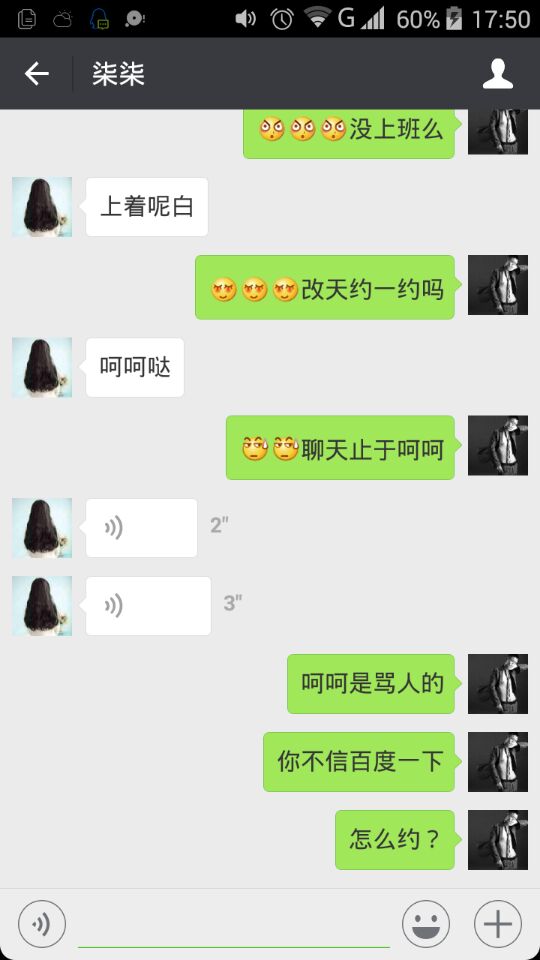 G 60% 17:50
柒柒
没上班么
上着呢白
改天约一约吗
呵呵哒
聊天止于呵呵
2"
3"
呵呵是骂人的
你不信百度一下
怎么约？